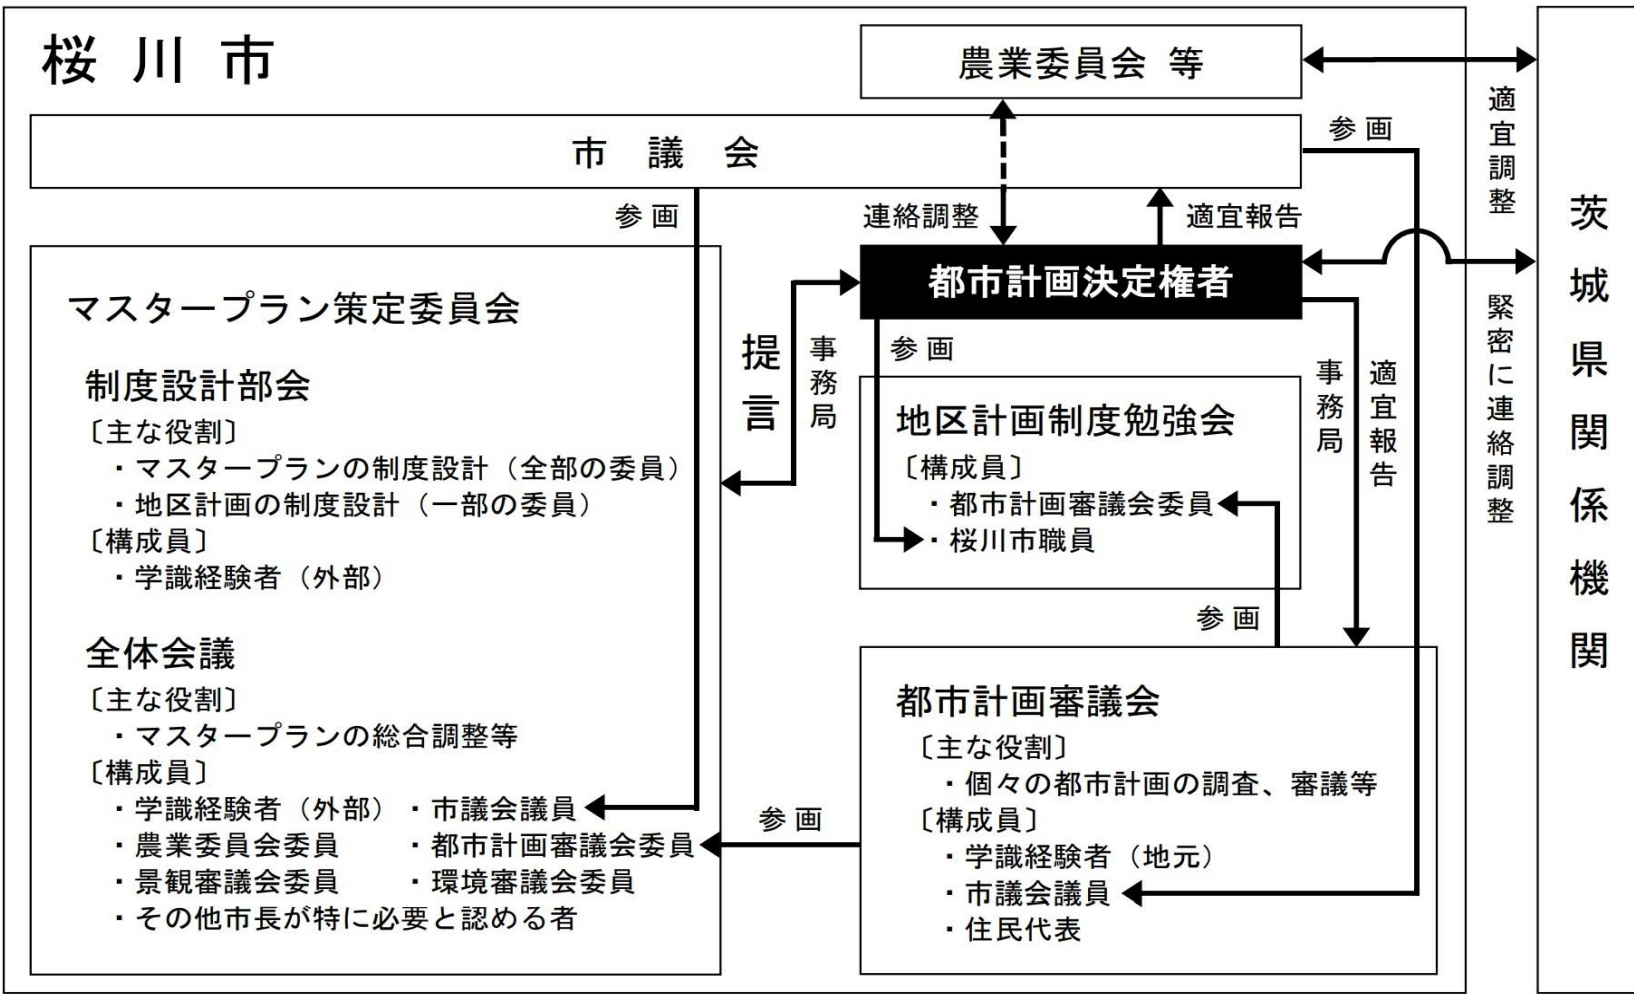 桜川市
農業委員会 等
適宜調整
市議会
参画
参画
連絡調整
適宜報告
都市計画決定権者
茨城県関係機関
緊密に連絡調整
マスタープラン策定委員会
制度設計部会
〔主な役割〕
・マスタープランの制度設計（全部の委員）
・地区計画の制度設計（一部の委員）
〔構成員〕
・学識経験者（外部）
全体会議
〔主な役割〕
・マスタープランの総合調整等
〔構成員〕
・学識経験者（外部） ・市議会議員
・農業委員会委員 ・都市計画審議会委員
・景観審議会委員 ・環境審議会委員
・その他市長が特に必要と認める者
提言
事務局
参画
地区計画制度勉強会
〔構成員〕
・都市計画審議会委員
・桜川市職員
事務局
適宜報告
参画
参画
都市計画審議会
〔主な役割〕
・個々の都市計画の調査、審議等
〔構成員〕
・学識経験者（地元）
・市議会議員
・住民代表